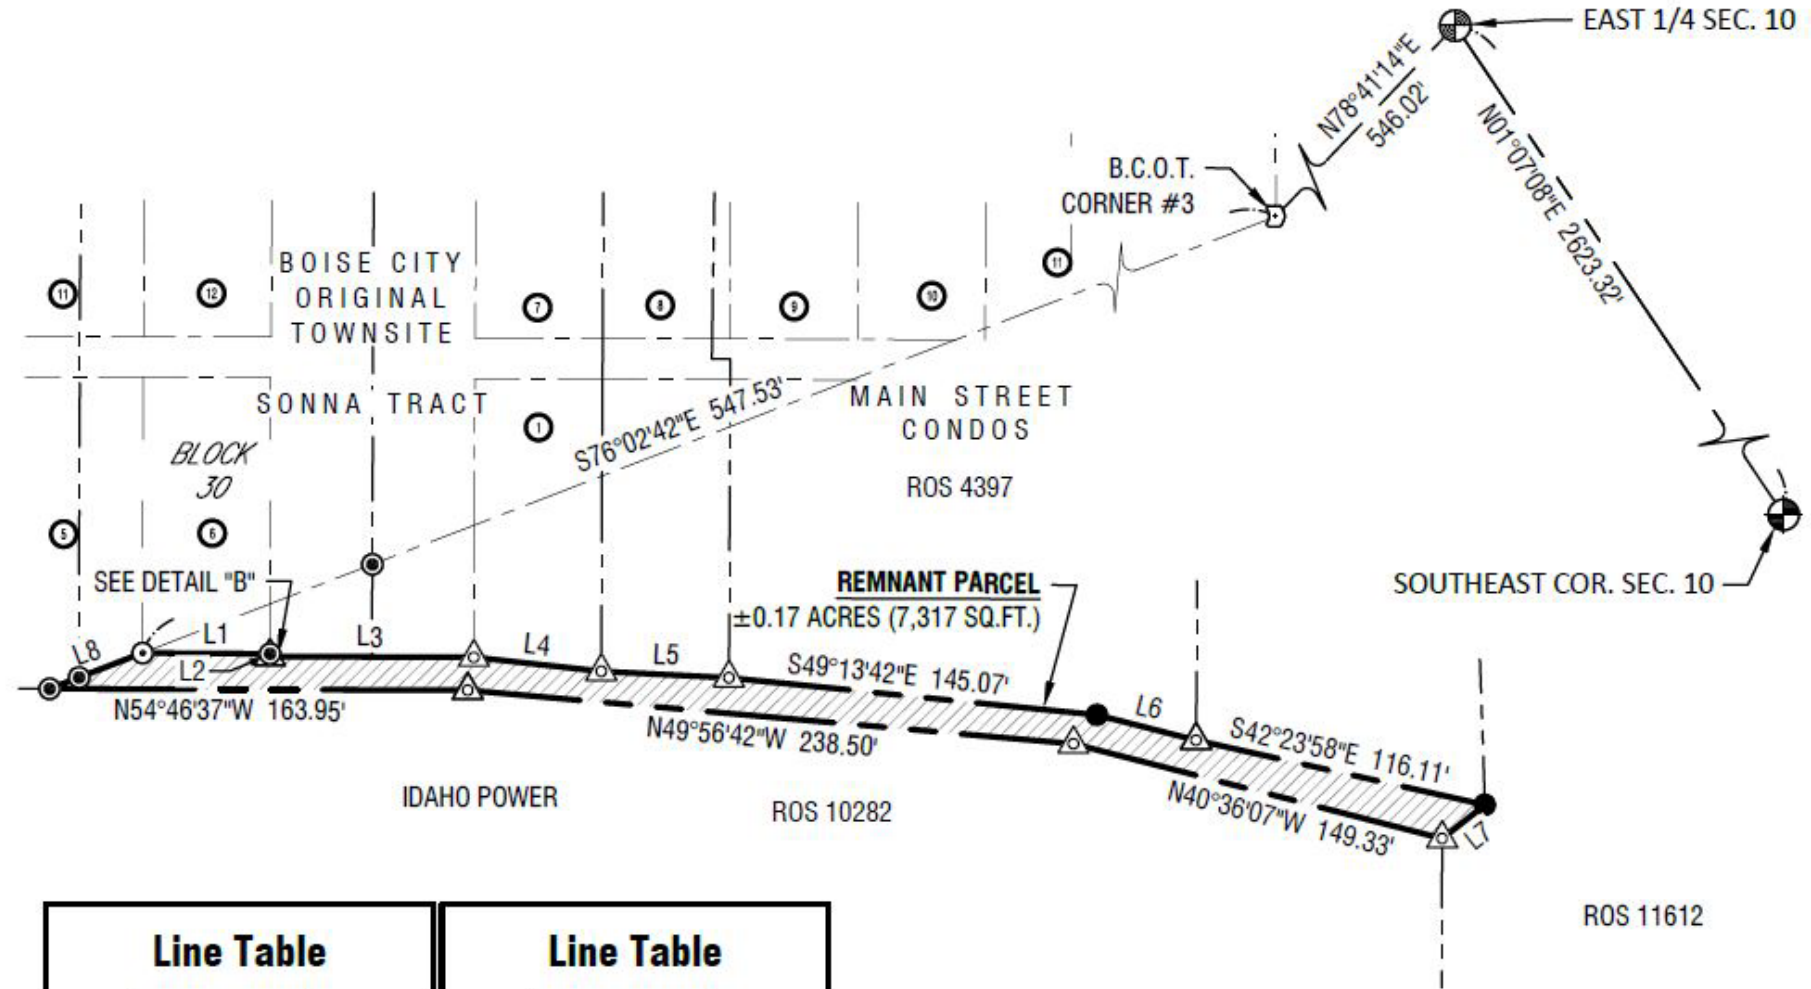 EAST 1/4 SEC. 10
N78°41'14"E
546.02'
N01°07'08"E 2623.32'
B.C.O.T.
CORNER #3
11
12
BOISE CITY
ORIGINAL
TOWNSITE
7
8
9
10
11
SONNA TRACT
1
MAIN STREET
CONDOS
S76°02'42"E 547.53'
BLOCK
30
ROS 4397
5
6
SEE DETAIL "B"
REMNANT PARCEL
±0.17 ACRES (7,317 SQ.FT.)
SOUTHEAST COR. SEC. 10
L8
L1
L2
L3
L4
L5
S49°13'42"E 145.07'
L6
S42°23'58"E 116.11'
N54°46'37"W 163.95'
N49°56'42"W 238.50'
N40°36'07"W 149.33'
L7
IDAHO POWER
ROS 10282
ROS 11612
Line Table
Line Table